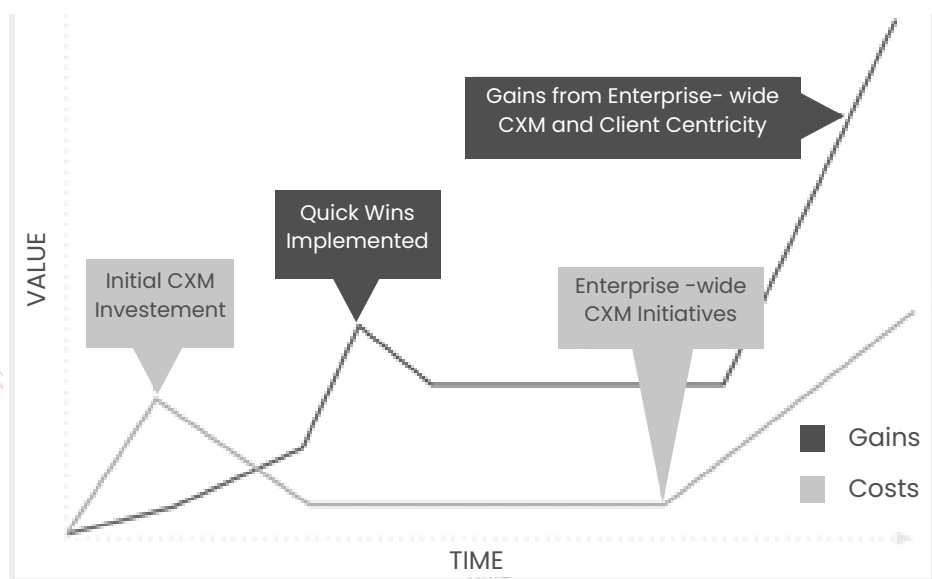 Gains from Enterprise- wide
CXM and Client Centricity
Quick Wins
Implemented
Initial CXM
Investement
Enterprise -wide
CXM Initiatives
VALUE
Gains
Costs
TIME